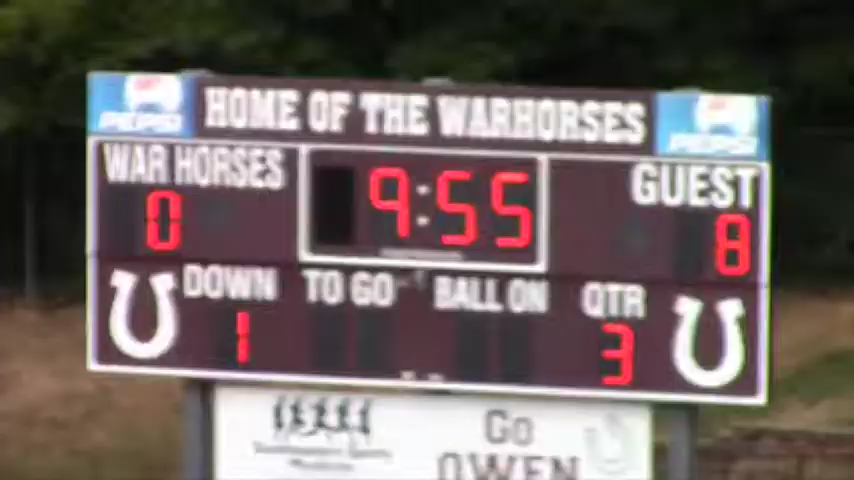 HOME OF THE WARHORSES
PEPSI
PEPSI
WAR HORSES
9:55
GUEST
0
8
DOWN TO GO BALL ON QTR
1
3
Go
OWEN